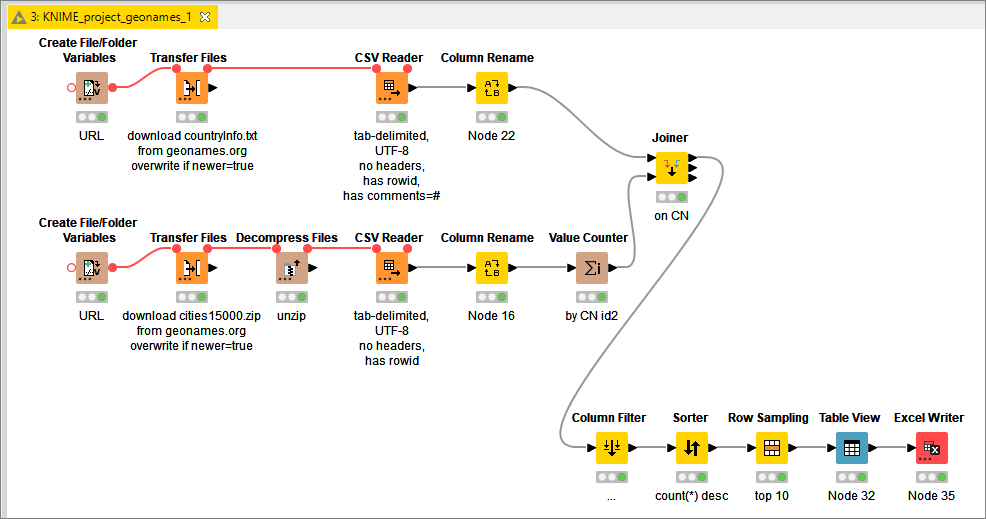 3: KNIME_project_geonames_1
Create File/Folder
Variables
Transfer Files
CSV Reader
Column Rename
URL
download countryInfo.txt
from geonames.org
overwrite if newer=true
tab-delimited,
UTF-8
no headers,
has rowid,
has comments=#
Node 22
Joiner
on CN
Create File/Folder
Variables
Transfer Files
Decompress Files
CSV Reader
Column Rename
Value Counter
URL
download cities15000.zip
from geonames.org
overwrite if newer=true
unzip
tab-delimited,
UTF-8
no headers,
has rowid
Node 16
by CN id2
Column Filter
Sorter
Row Sampling
Table View
Excel Writer
...
count(*) desc
top 10
Node 32
Node 35